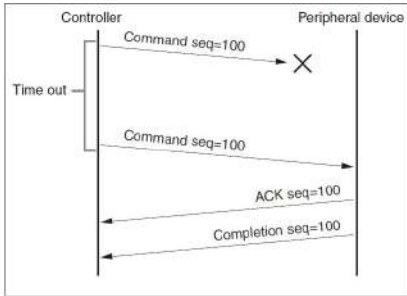 Controller
Peripheral device
Command seq=100
Time out
Command seq=100
ACK seq=100
Completion seq=100